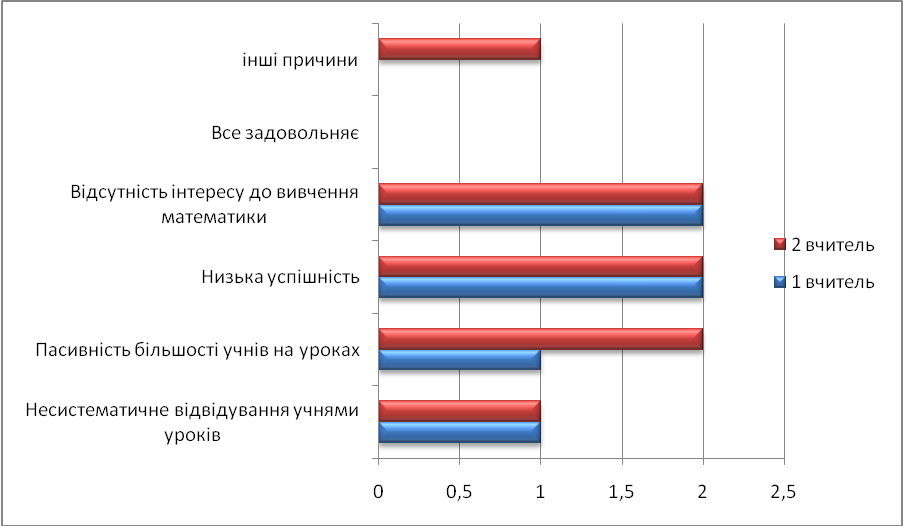 інші причини
Все задовольняє
Відсутність інтересу до вивчення
математики
Низька успішність
Пасивність більшості учнів на уроках
Несистематичне відвідування учнями
уроків
0 0,5 1 1,5 2 2,5
2 вчитель
1 вчитель